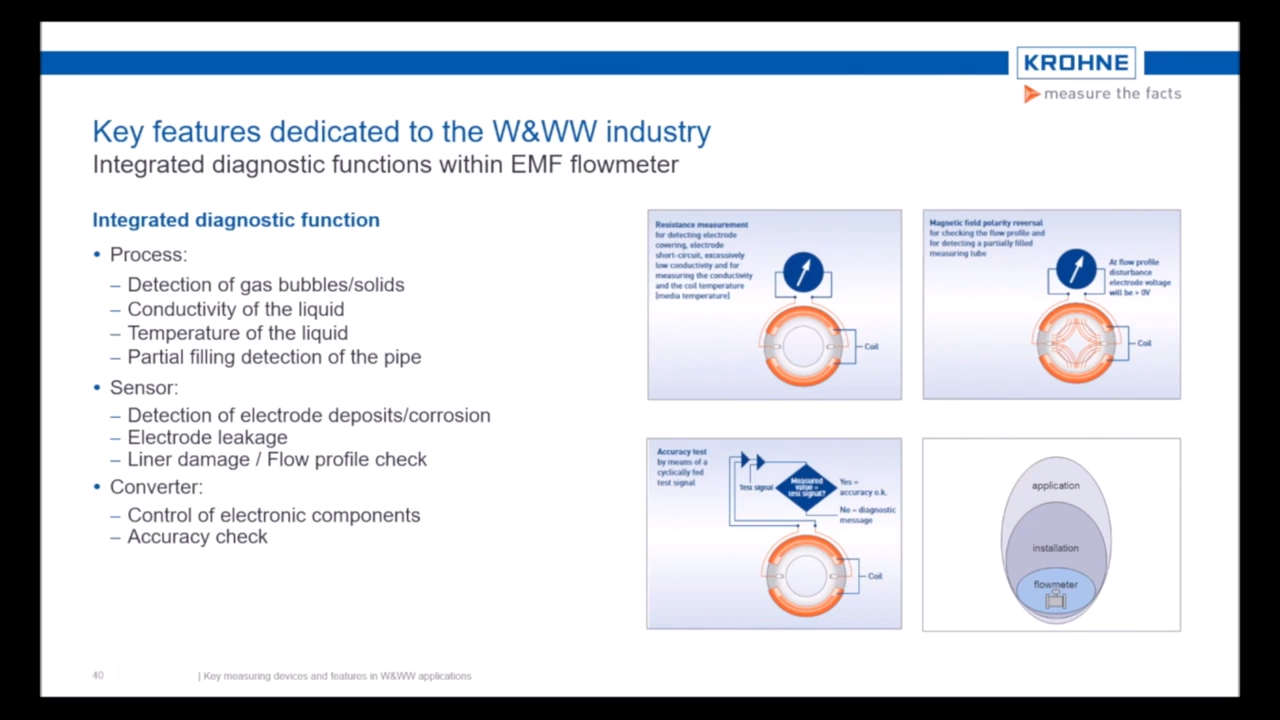 KROHNE
measure the facts
Key features dedicated to the W&WW industry
Integrated diagnostic functions within EMF flowmeter
Integrated diagnostic function
• Process:
– Detection of gas bubbles/solids
– Conductivity of the liquid
– Temperature of the liquid
– Partial filling detection of the pipe
• Sensor:
– Detection of electrode deposits/corrosion
– Electrode leakage
– Liner damage / Flow profile check
• Converter:
– Control of electronic components
– Accuracy check
Resistance measurement
for detecting electrode
covering, electrode
short-circuit, excessively
low conductivity and for
measuring the conductivity
and the coil temperature
(media temperature)
Coil
Magnetic field polarity reversal
for checking the flow profile and
for detecting a partially filled
measuring tube
At flow profile
disturbance
electrode voltage
will be > 0V
Coil
Accuracy test
by means of a
cyclically fed
test signal
Test signal
Measured
value =
test signal?
Yes =
accuracy o.k.
No = diagnostic
message
Coil
application
installation
flowmeter
40
| Key measuring devices and features in W&WW applications